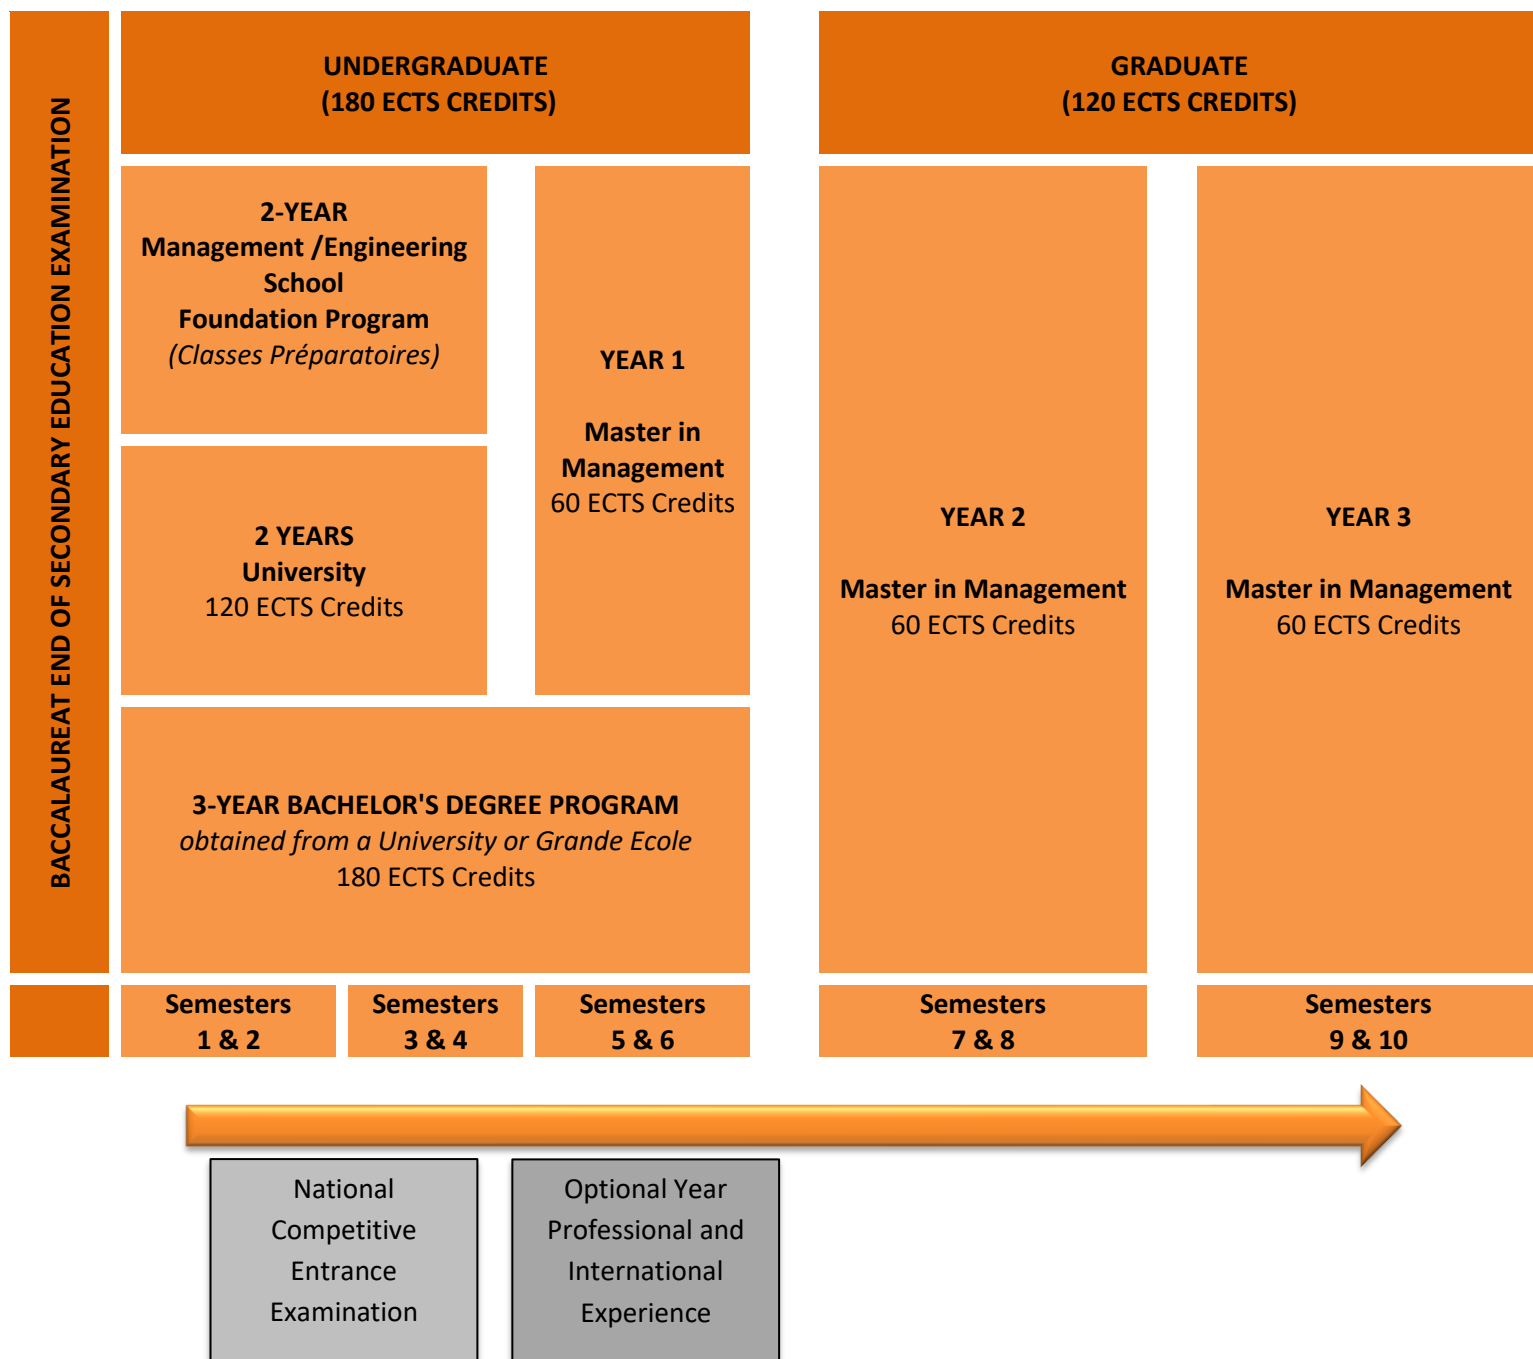 BACCALAUREAT END OF SECONDARY EDUCATION EXAMINATION
UNDERGRADUATE
(180 ECTS CREDITS)
GRADUATE
(120 ECTS CREDITS)
2-YEAR
Management /Engineering
School
Foundation Program
(Classes Préparatoires)
2 YEARS
University
120 ECTS Credits
YEAR 1
Master in
Management
60 ECTS Credits
3-YEAR BACHELOR'S DEGREE PROGRAM
obtained from a University or Grande Ecole
180 ECTS Credits
YEAR 2
Master in Management
60 ECTS Credits
YEAR 3
Master in Management
60 ECTS Credits
Semesters
1 & 2
Semesters
3 & 4
Semesters
5 & 6
Semesters
7 & 8
Semesters
9 & 10
National
Competitive
Entrance
Examination
Optional Year
Professional and
International
Experience